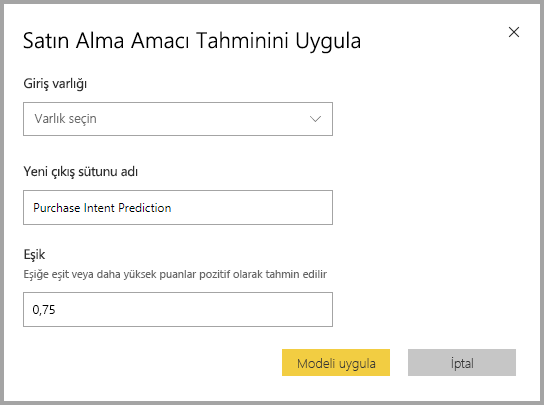 Satın Alma Amacı Tahminini Uygula
Giriş varlığı
Varlık seçin
Yeni çıkış sütunu adı
Purchase Intent Prediction
Eşik
Eşiğe eşit veya daha yüksek puanlar pozitif olarak tahmin edilir
0,75
Modeli uygula
İptal